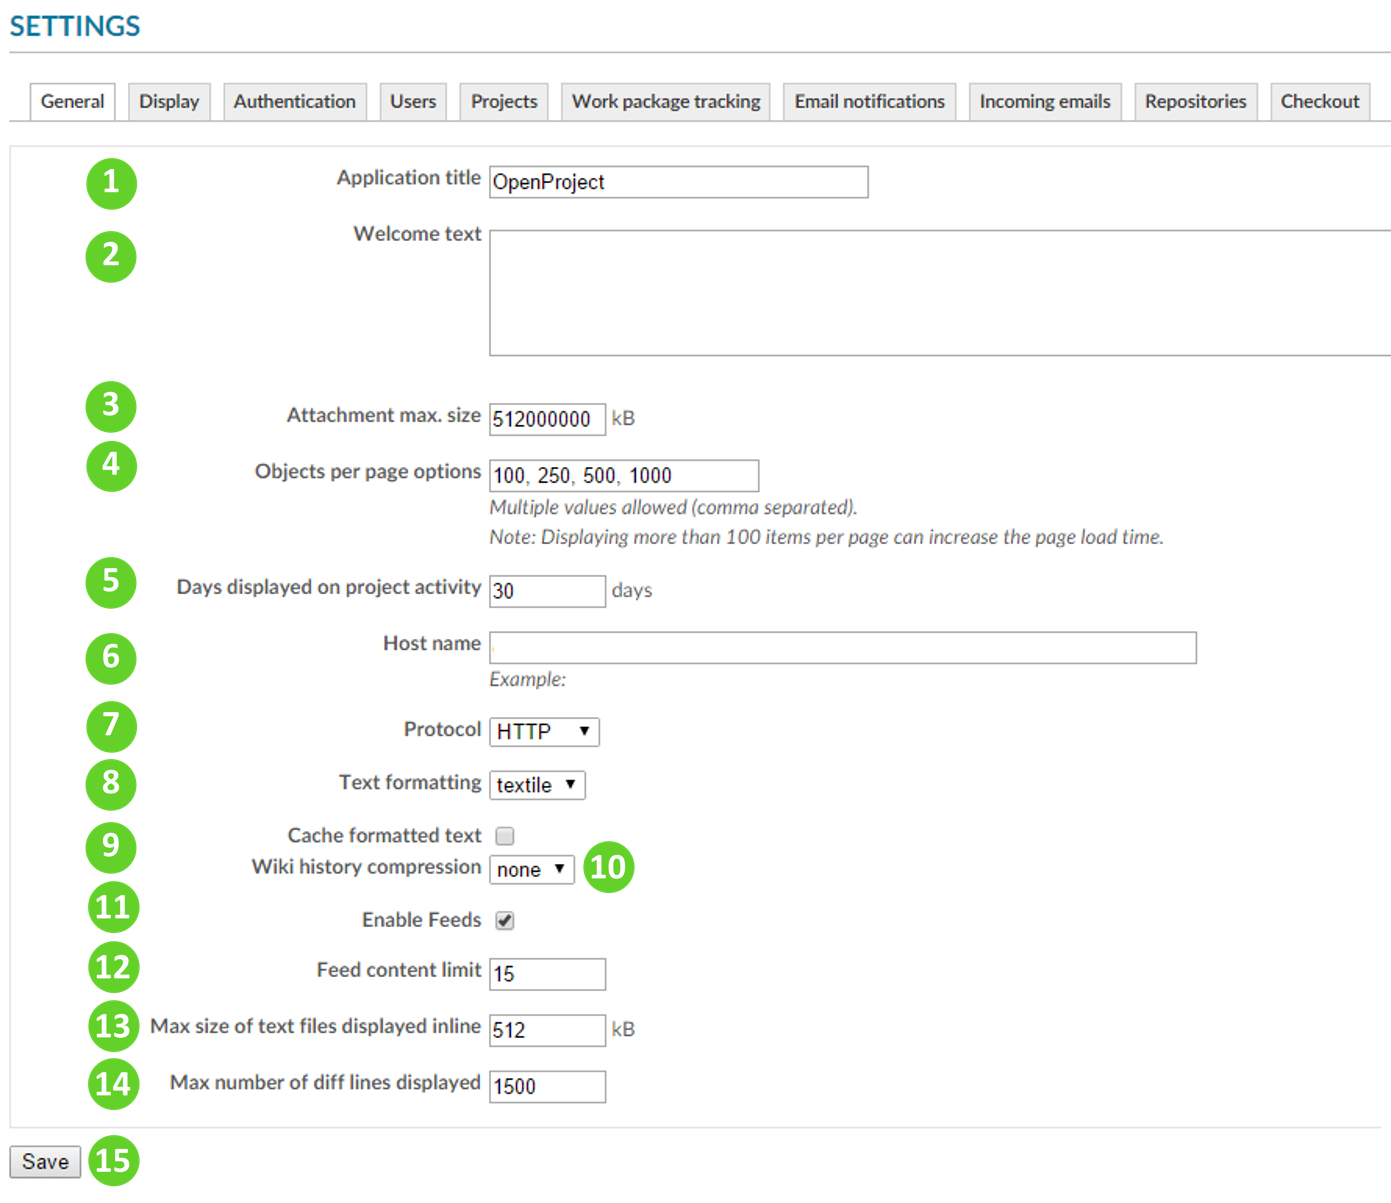 SETTINGS
General Display Authentication Users Projects Work package tracking Email notifications Incoming emails Repositories Checkout
1 Application title OpenProject
2 Welcome text
3 Attachment max. size 512000000 kB
4 Objects per page options 100, 250, 500, 1000
Multiple values allowed (comma separated).
Note: Displaying more than 100 items per page can increase the page load time.
5 Days displayed on project activity 30 days
6 Host name
Example:
7 Protocol HTTP
8 Text formatting textile
9 Cache formatted text
Wiki history compression none 10
11 Enable Feeds
12 Feed content limit 15
13 Max size of text files displayed inline 512 kB
14 Max number of diff lines displayed 1500
Save 15